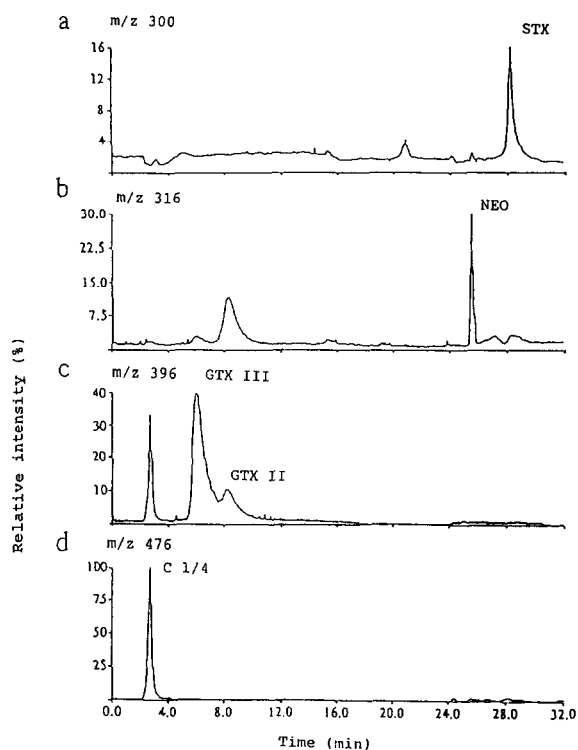 a m/z 300
STX
16
12
8
4
b m/z 316
NEO
30.0
22.5
15.0
7.5
c m/z 396
GTX III
GTX II
40
30
20
10
d m/z 476
C 1/4
100
75
50
25
0.0 4.0 8.0 12.0 16.0 20.0 24.0 28.0 32.0
Time (min)
Relative intensity (%)